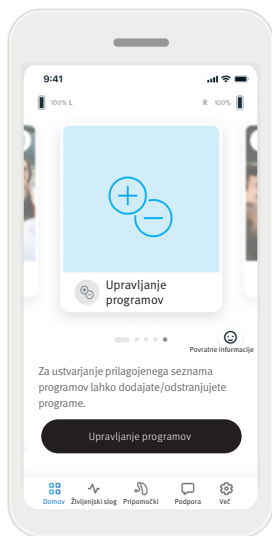 9:41
100% L
R 100%
Upravljanje
programov
Povratne informacije
Za ustvarjanje prilagojenega seznama
programov lahko dodajate/odstranjujete
programe.
Upravljanje programov
Domov Življenjski slog Pripomočki Podpora Več